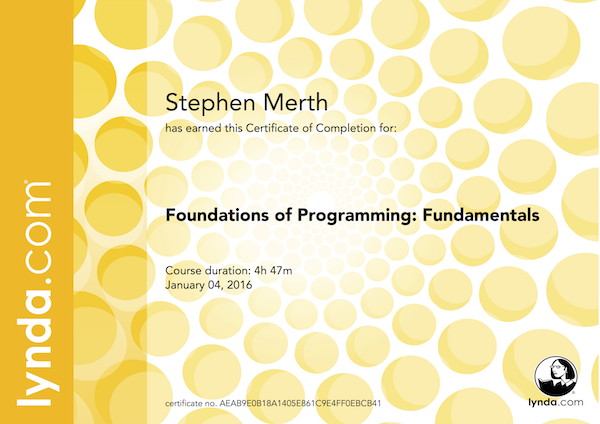 lynda.com®
Stephen Merth
has earned this Certificate of Completion for:
Foundations of Programming: Fundamentals
Course duration: 4h 47m
January 04, 2016
certificate no. AEAB9E0B18A1405E861C9E4FF0EBCB41
lynda.com